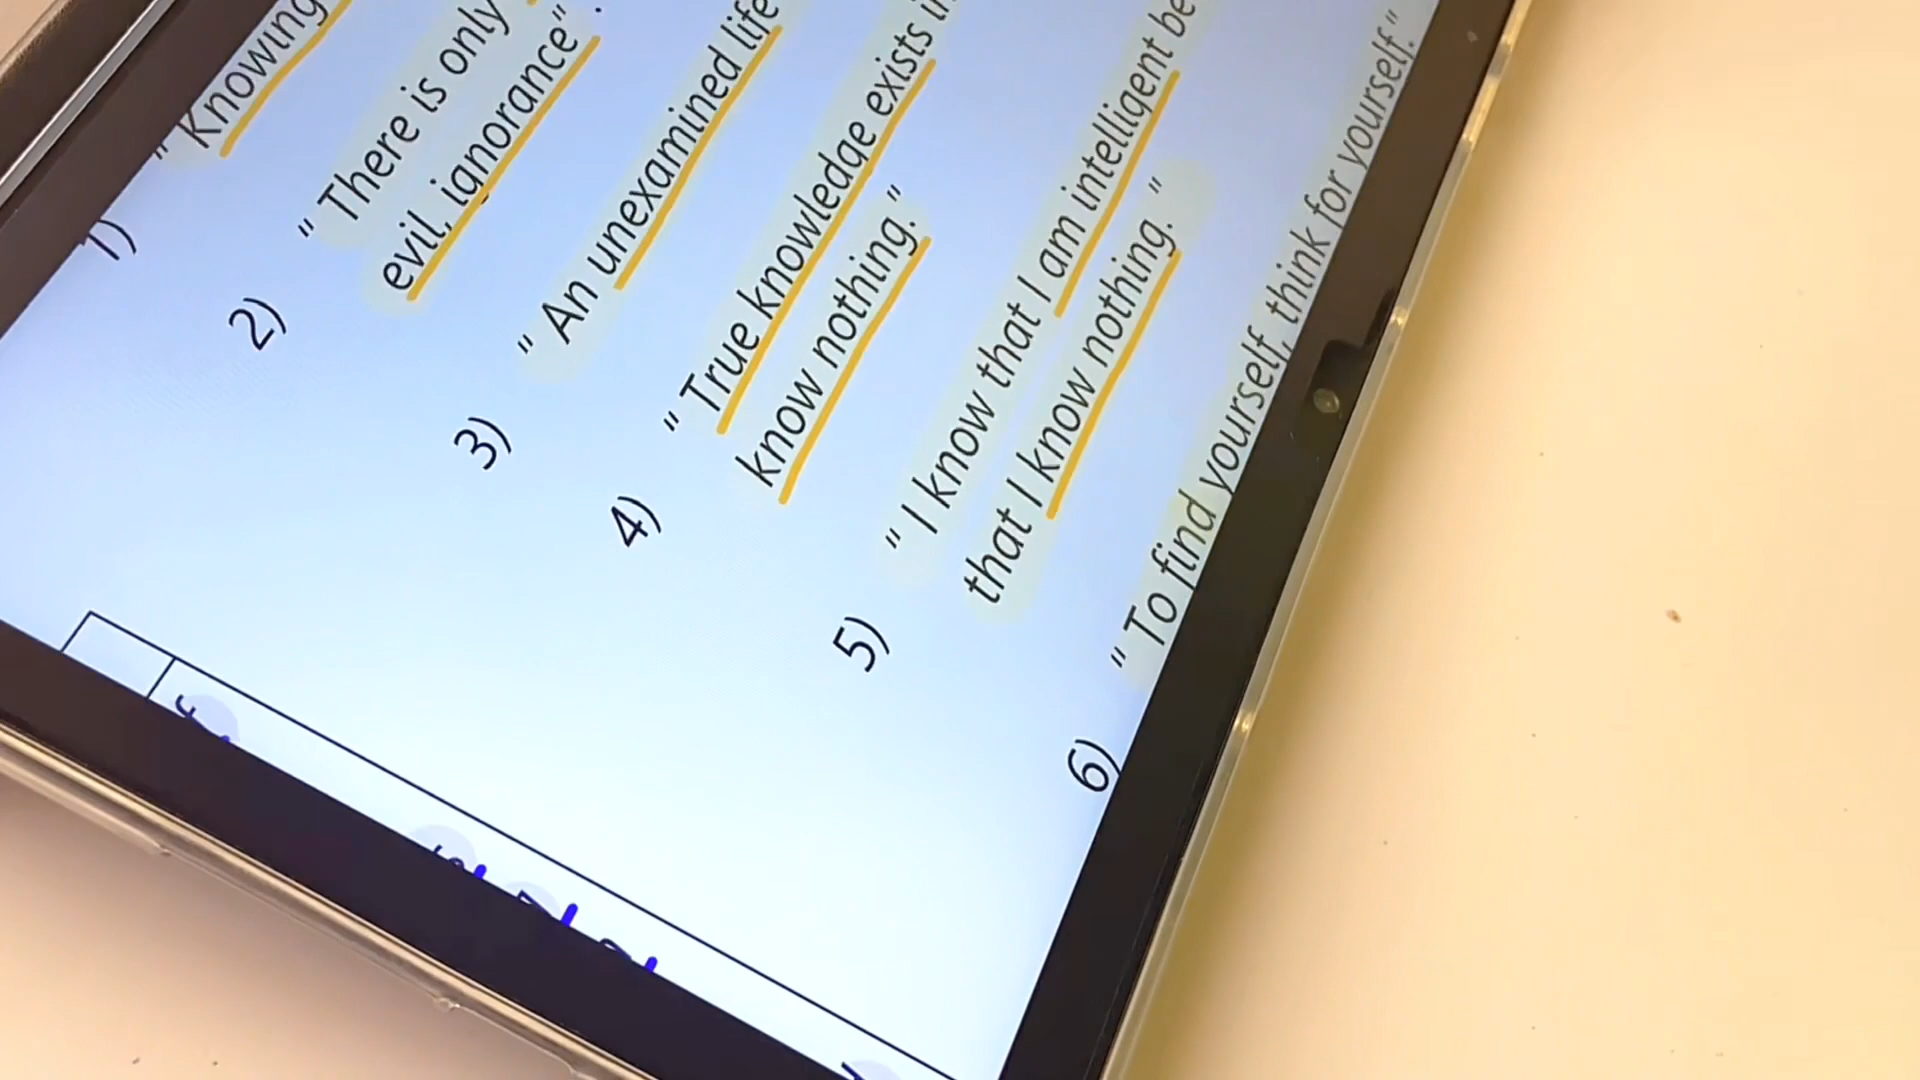 1) " Knowing
2) " There is only
evil, ignorance" .
3) " An unexamined life
4) " True knowledge exists
know nothing."
5) " I know that I am intelligent
that I know nothing. "
6) " To find yourself, think for yourself."